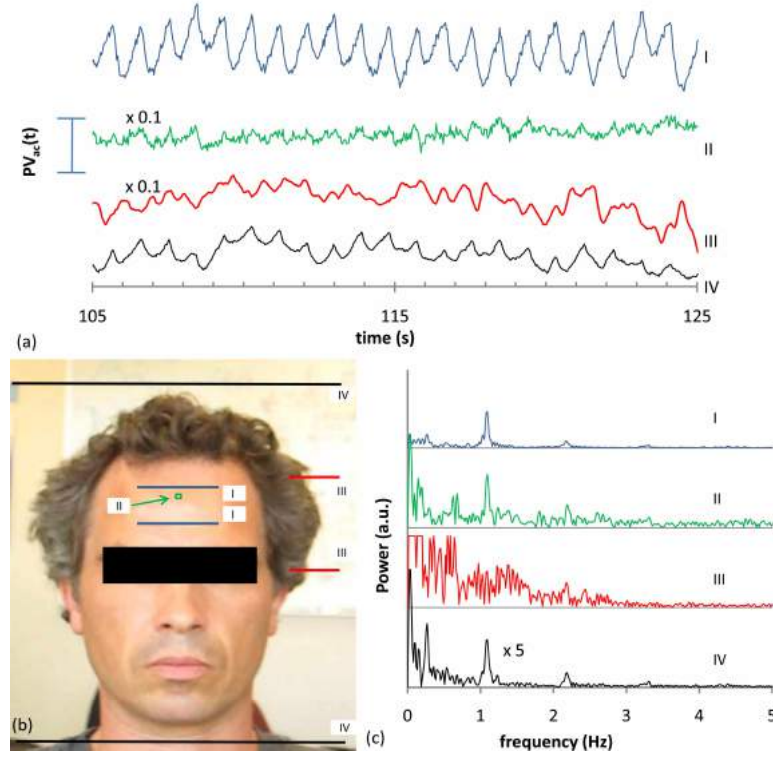 I
x 0.1
II
PVac(t)
x 0.1
III
IV
105 115 125
time (s)
(a)
IV
III
I
II
I
III
IV
(b)
I
II
III
x 5
IV
Power (a.u.)
0 1 2 3 4 5
frequency (Hz)
(c)